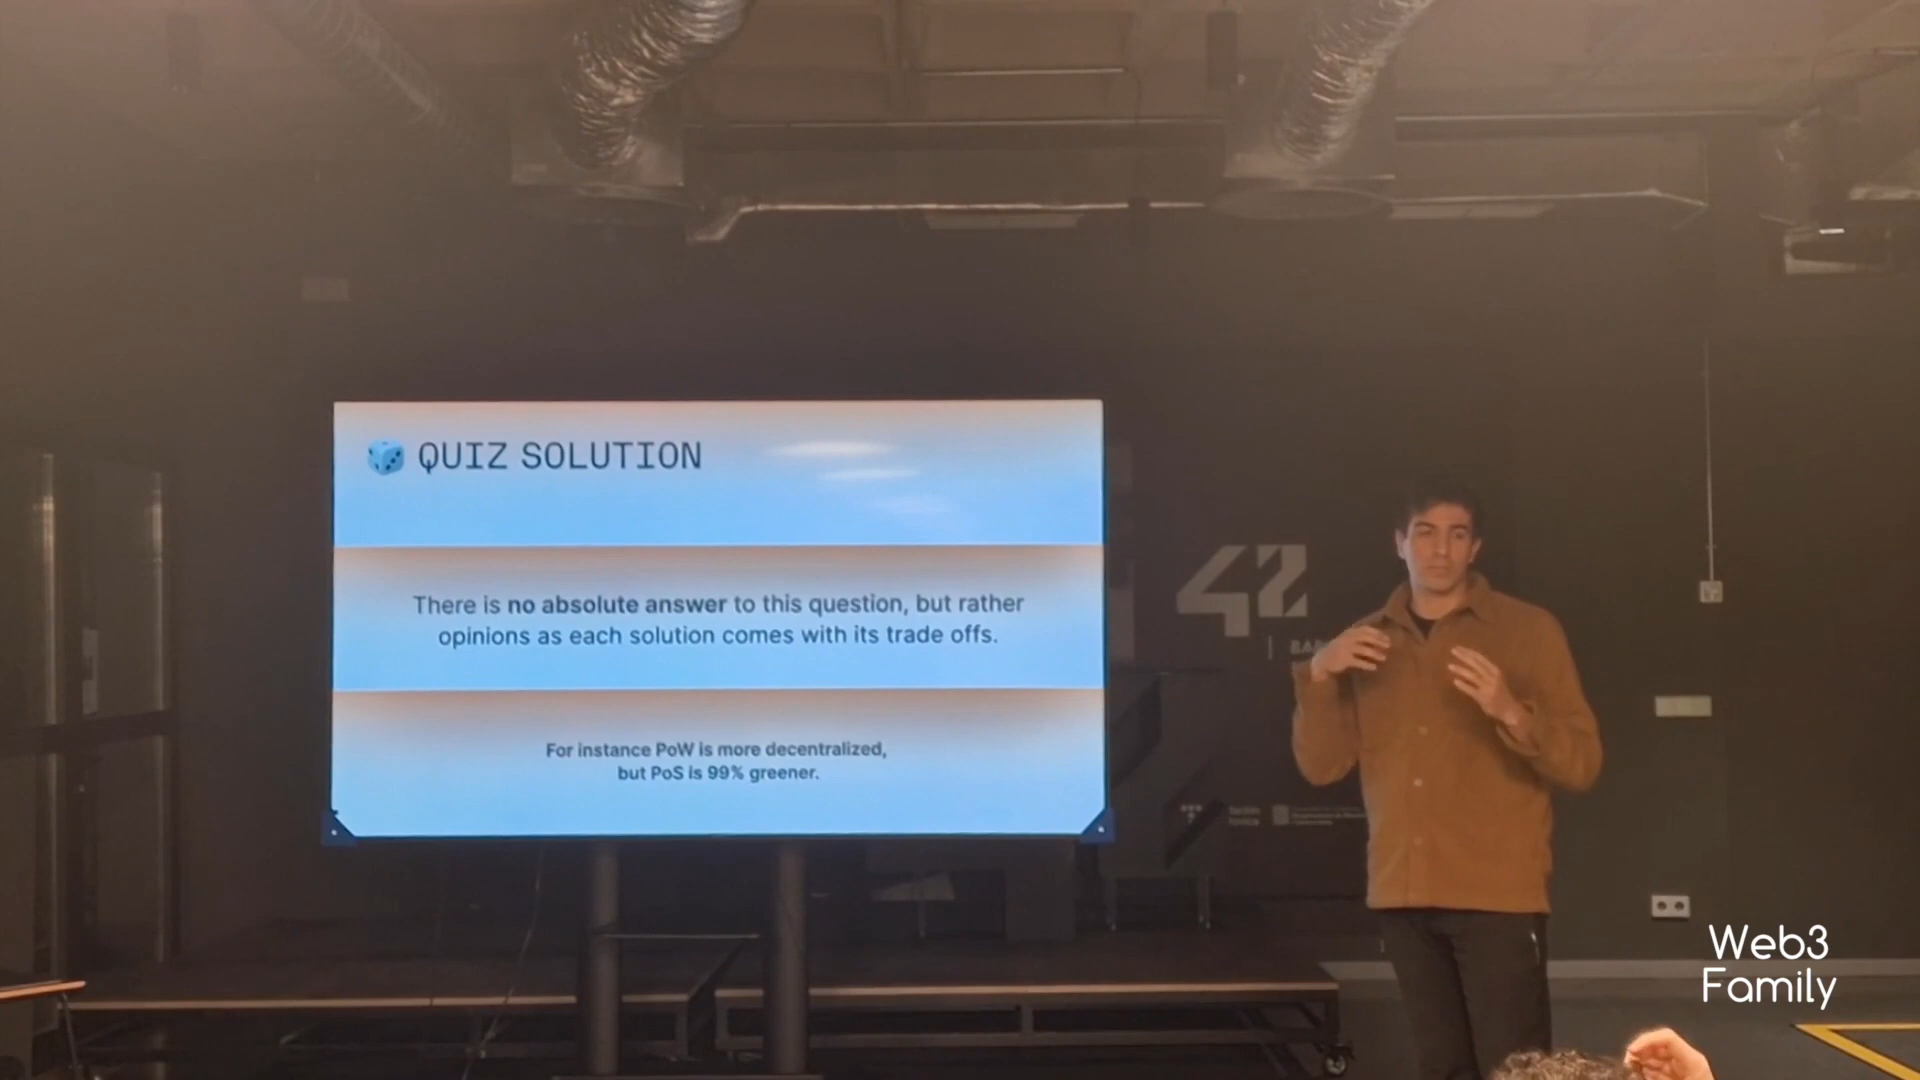 QUIZ SOLUTION
There is no absolute answer to this question, but rather
opinions as each solution comes with its trade offs.
For instance PoW is more decentralized,
but PoS is 99% greener.
42
Web3
Family